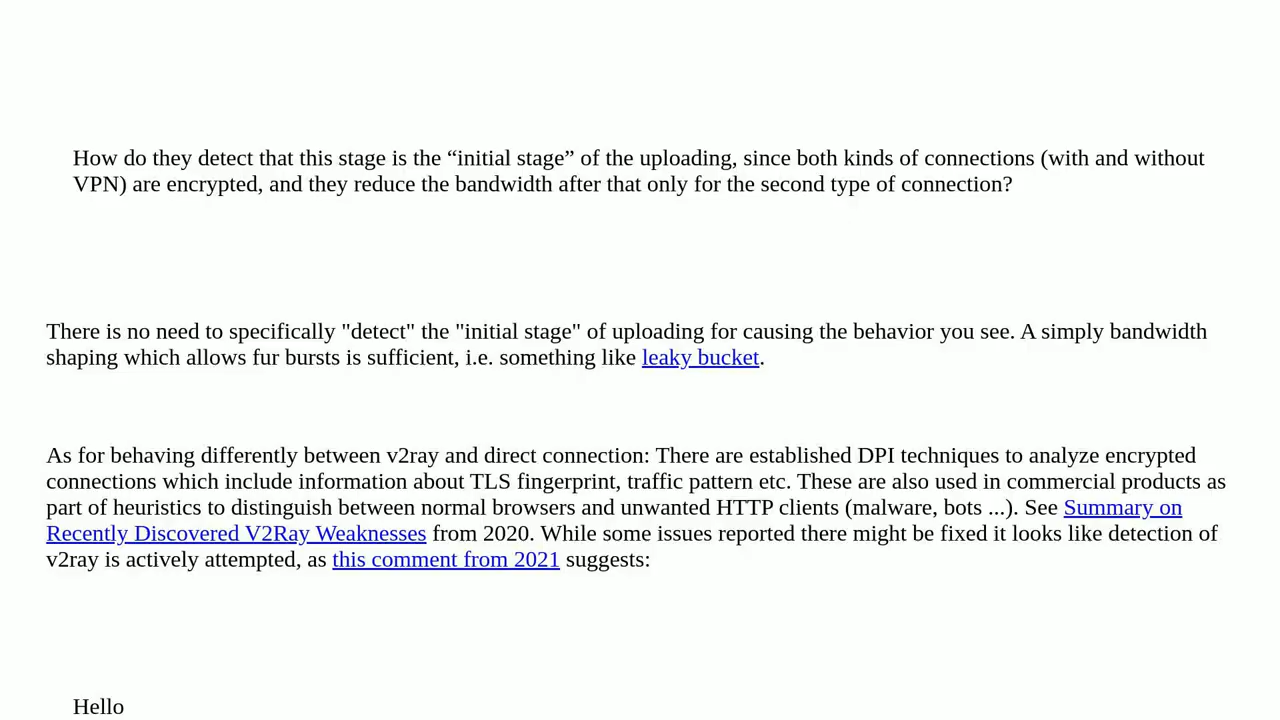 How do they detect that this stage is the “initial stage” of the uploading, since both kinds of connections (with and without
VPN) are encrypted, and they reduce the bandwidth after that only for the second type of connection?
There is no need to specifically "detect" the "initial stage" of uploading for causing the behavior you see. A simply bandwidth
shaping which allows fur bursts is sufficient, i.e. something like leaky bucket.
As for behaving differently between v2ray and direct connection: There are established DPI techniques to analyze encrypted
connections which include information about TLS fingerprint, traffic pattern etc. These are also used in commercial products as
part of heuristics to distinguish between normal browsers and unwanted HTTP clients (malware, bots ...). See Summary on
Recently Discovered V2Ray Weaknesses from 2020. While some issues reported there might be fixed it looks like detection of
v2ray is actively attempted, as this comment from 2021 suggests:
Hello